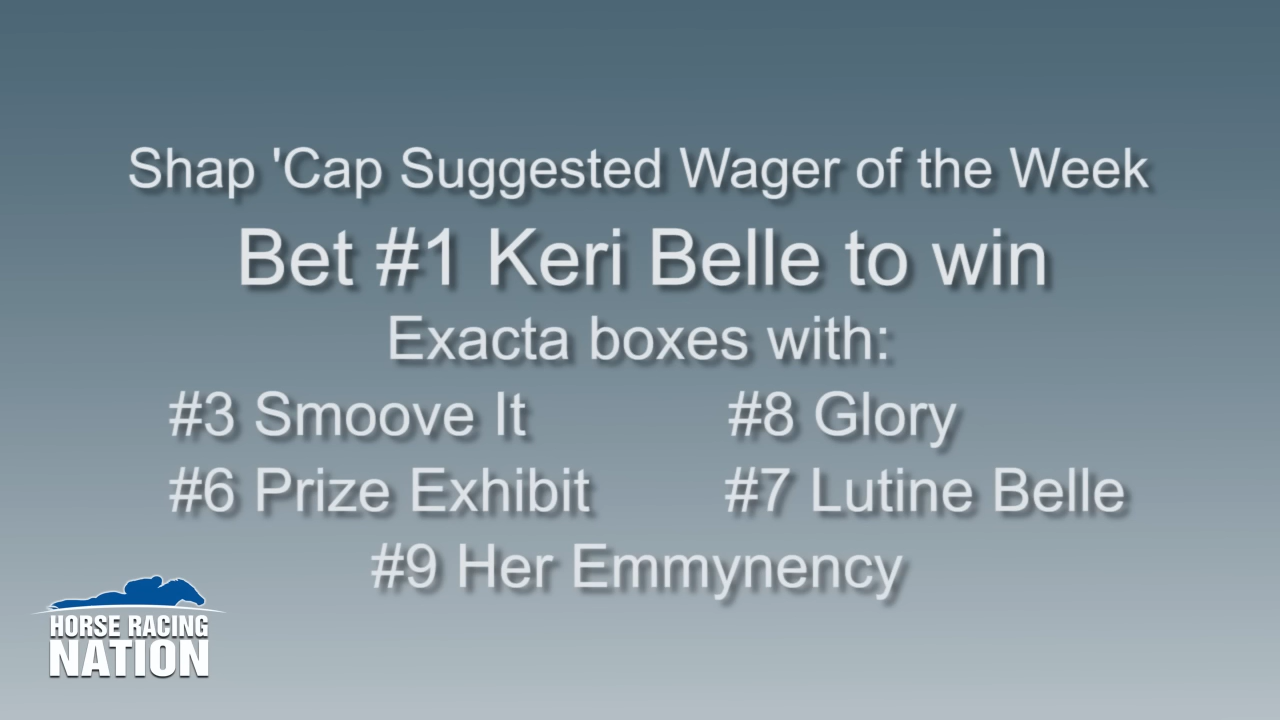 Shap 'Cap Suggested Wager of the Week
Bet #1 Keri Belle to win
Exacta boxes with:
#3 Smoove It #8 Glory
#6 Prize Exhibit #7 Lutine Belle
#9 Her Emmynency
HORSE RACING
NATION